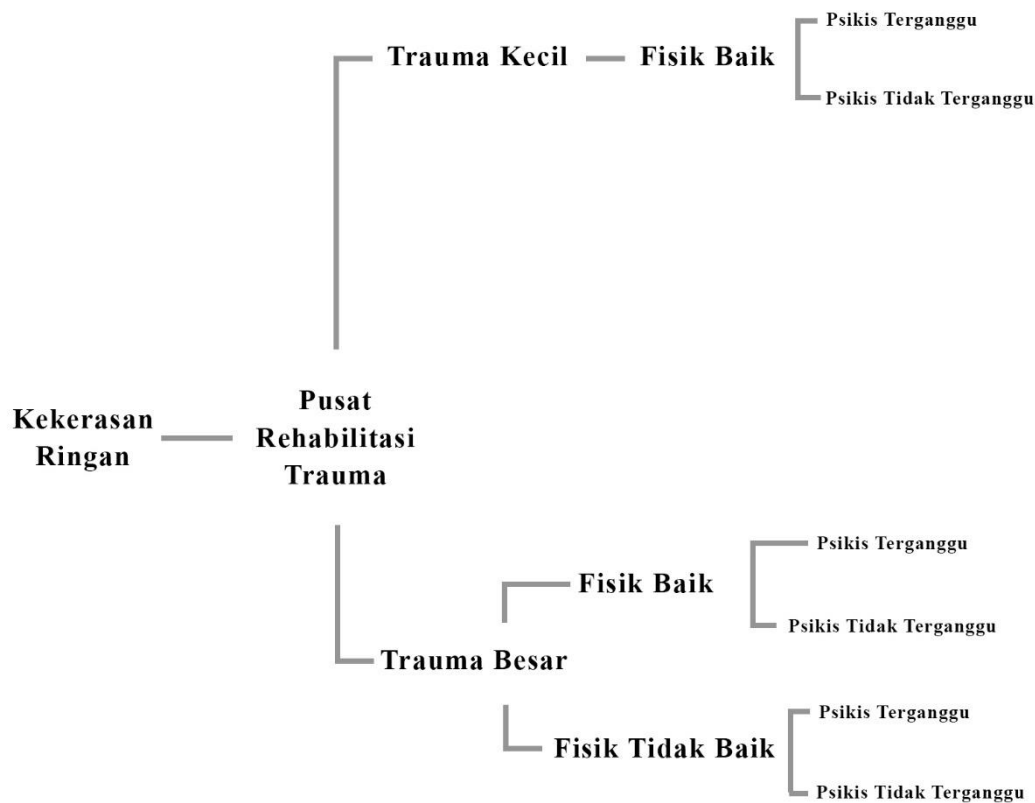 Psikis Terganggu
Trauma Kecil
Fisik Baik
Psikis Tidak Terganggu
Kekerasan
Ringan
Pusat
Rehabilitasi
Trauma
Psikis Terganggu
Fisik Baik
Psikis Tidak Terganggu
Trauma Besar
Psikis Terganggu
Fisik Tidak Baik
Psikis Tidak Terganggu